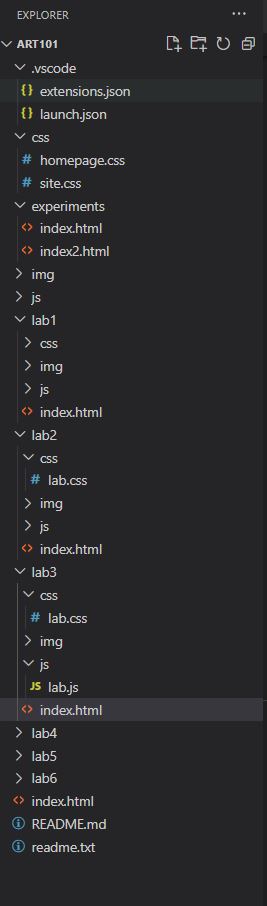 EXPLORER
ART101
.vscode
{} extensions.json
{} launch.json
css
# homepage.css
# site.css
experiments
<> index.html
<> index2.html
img
js
lab1
css
img
js
<> index.html
lab2
css
# lab.css
img
js
<> index.html
lab3
css
# lab.css
img
js
JS lab.js
<> index.html
lab4
lab5
lab6
<> index.html
README.md
readme.txt